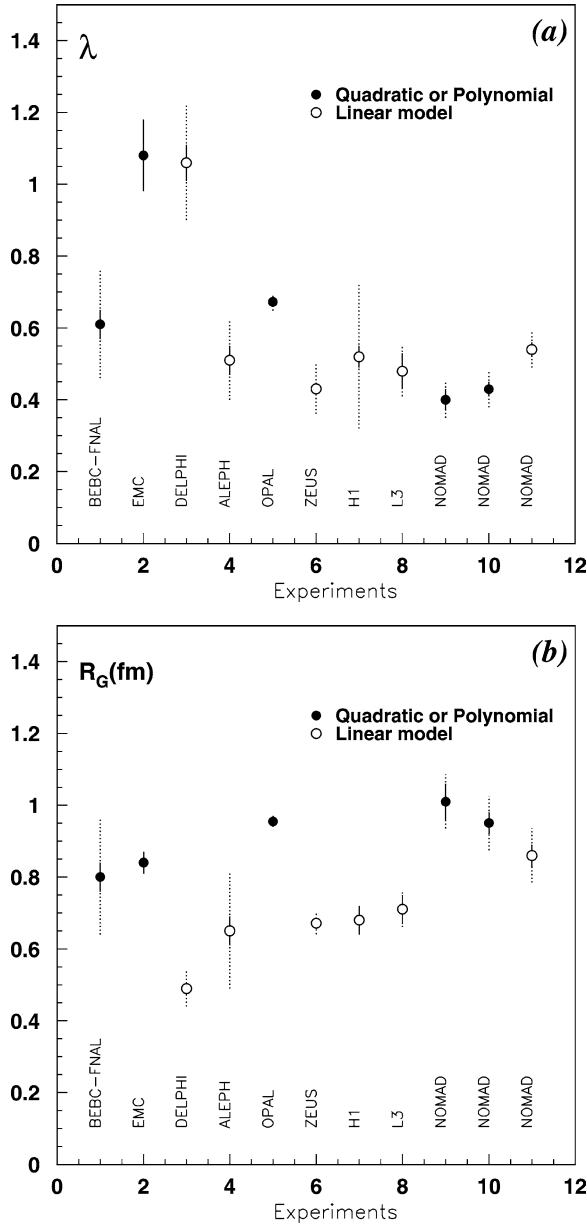 (a)
λ
1.4
1.2
1
0.8
0.6
0.4
0.2
0
Quadratic or Polynomial
Linear model
BEBC-FNAL
EMC
DELPHI
ALEPH
OPAL
ZEUS
H1
L3
NOMAD
NOMAD
NOMAD
0 2 4 6 8 10 12
Experiments
(b)
R_G(fm)
1.4
1.2
1
0.8
0.6
0.4
0.2
0
Quadratic or Polynomial
Linear model
BEBC-FNAL
EMC
DELPHI
ALEPH
OPAL
ZEUS
H1
L3
NOMAD
NOMAD
NOMAD
0 2 4 6 8 10 12
Experiments